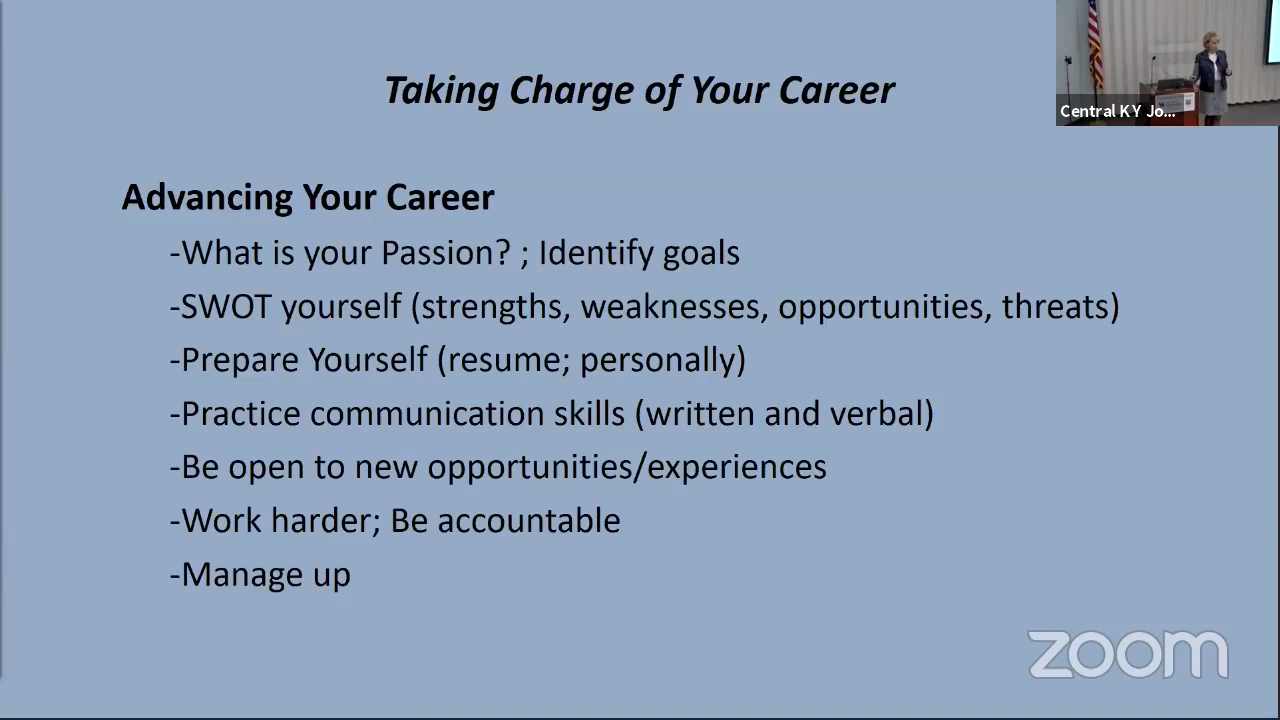 Taking Charge of Your Career
Central KY Jo...
Advancing Your Career
-What is your Passion? ; Identify goals
-SWOT yourself (strengths, weaknesses, opportunities, threats)
-Prepare Yourself (resume; personally)
-Practice communication skills (written and verbal)
-Be open to new opportunities/experiences
-Work harder; Be accountable
-Manage up
zoom